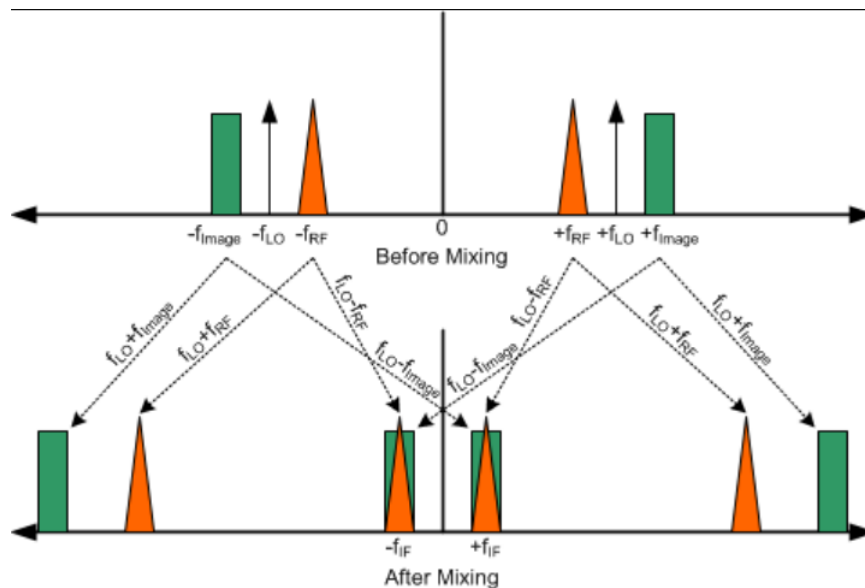 0
-fImage -fLO -fRF +fRF +fLO +fImage
Before Mixing
fLO+fImage
fLO+fRF
fLO-fRF
fLO-fImage
fLO-fImage
fLO-fRF
fLO+fRF
fLO+fImage
-fIF +fIF
After Mixing